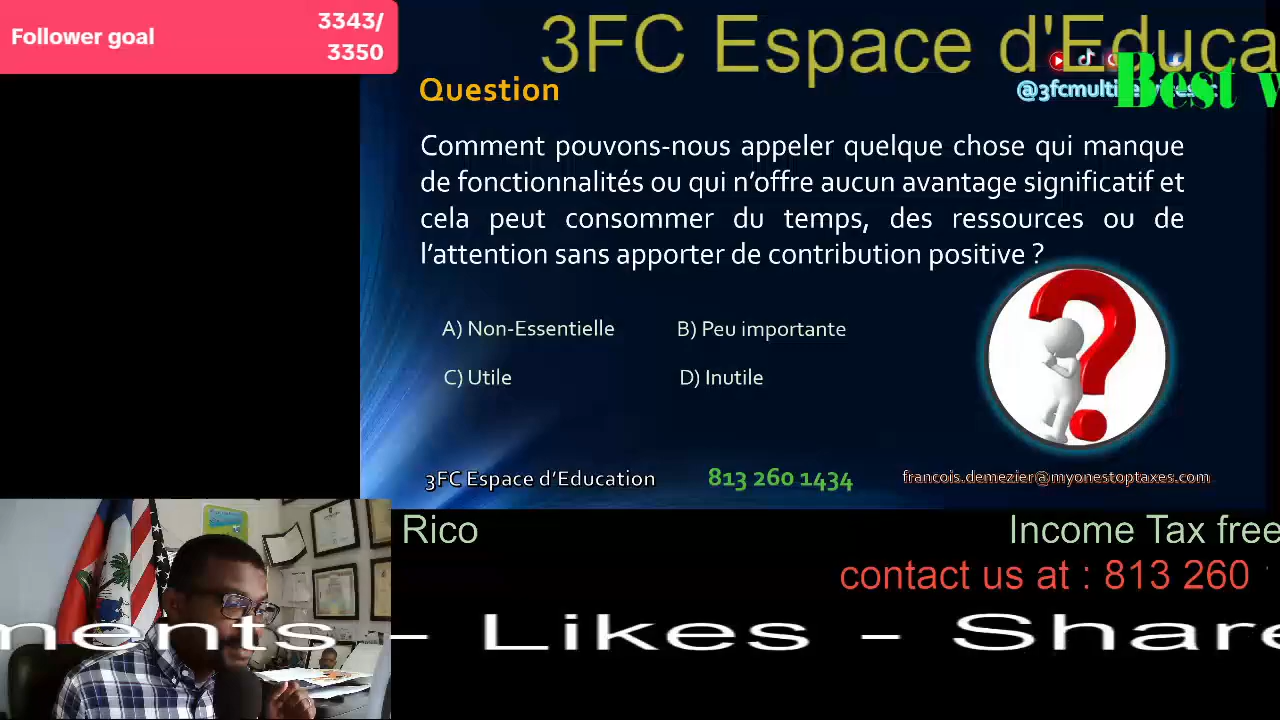 Follower goal
3343/
3350
3FC Espace d'Educa
Question
Best w
Comment pouvons-nous appeler quelque chose qui manque
de fonctionnalités ou qui n’offre aucun avantage significatif et
cela peut consommer du temps, des ressources ou de
l’attention sans apporter de contribution positive ?
A) Non-Essentielle
B) Peu importante
C) Utile
D) Inutile
3FC Espace d’Education
813 260 1434
francois.demezier@myonestoptaxes.com
Rico
Income Tax free
contact us at : 813 260
ments - Likes - Share